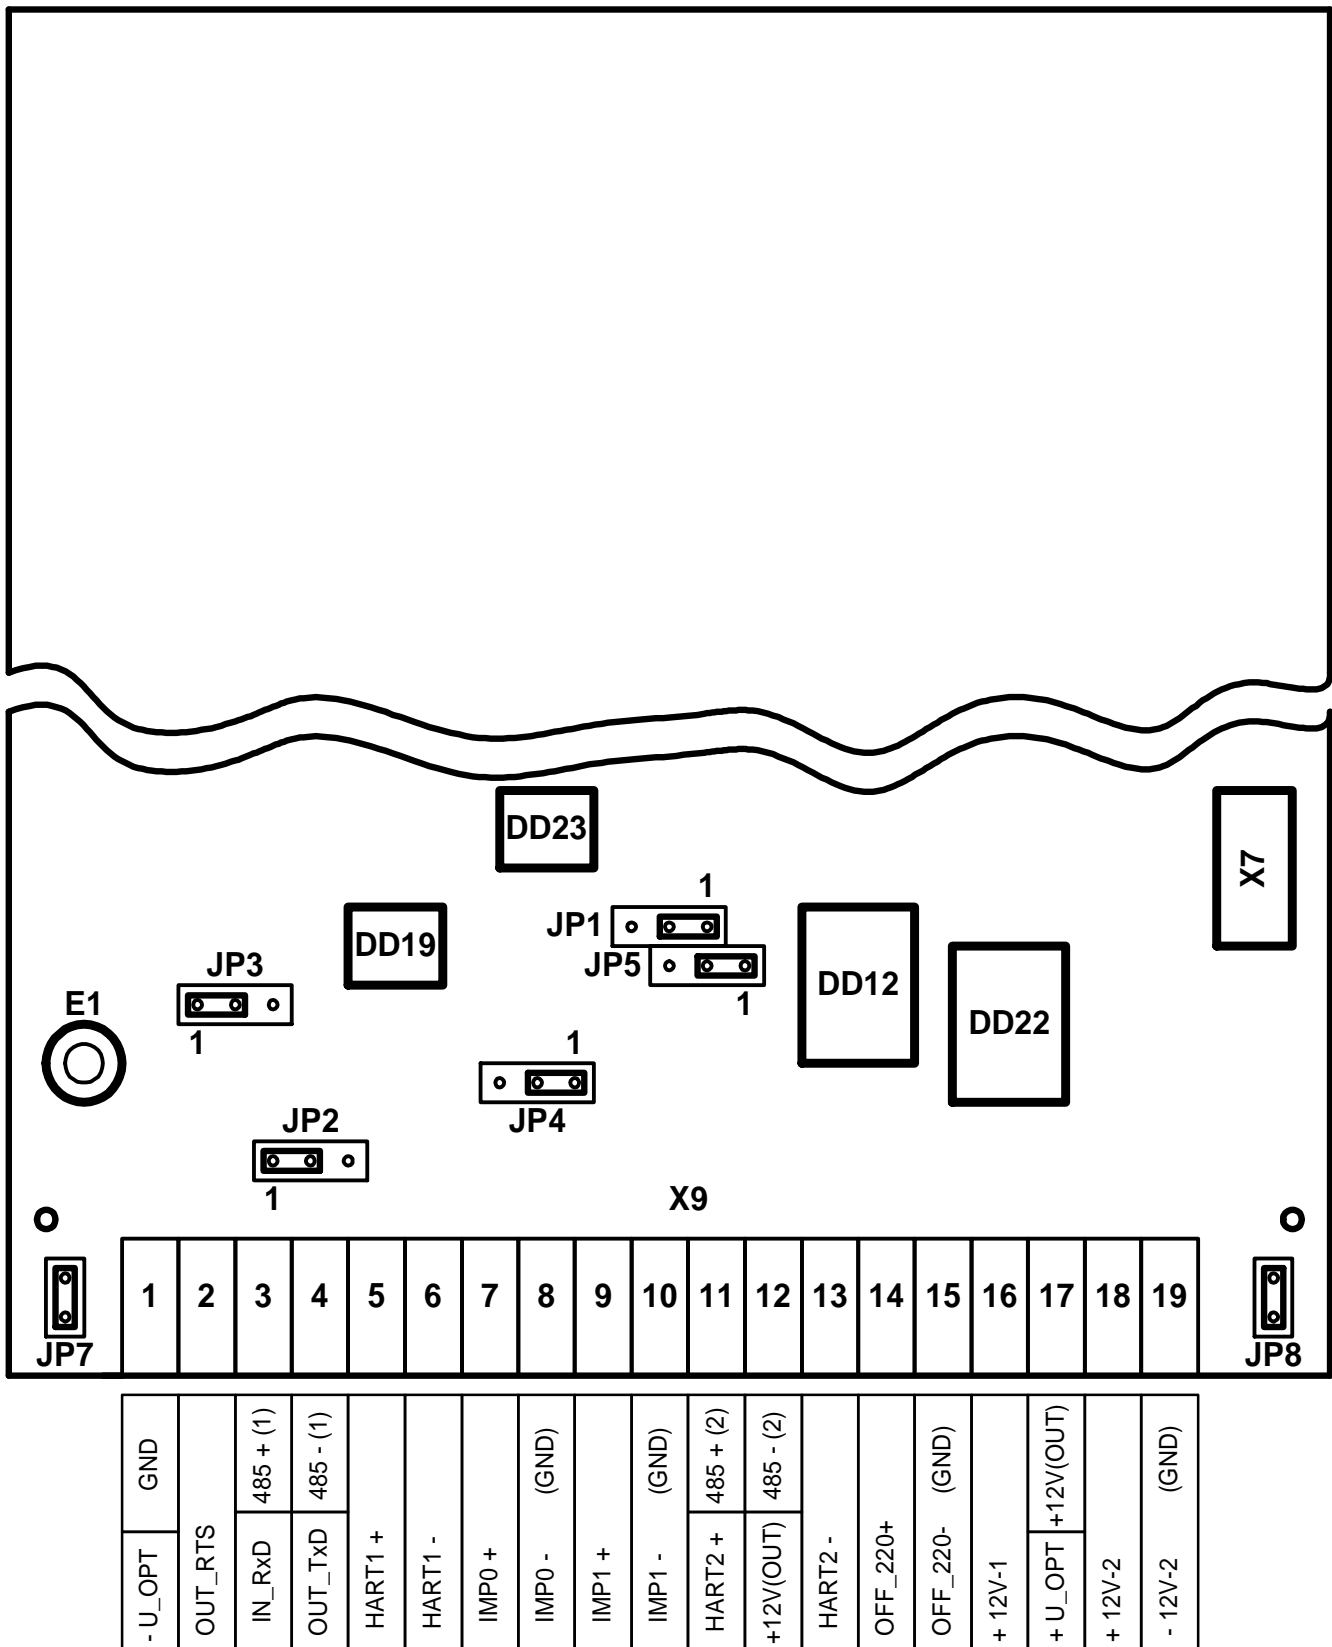 DD23
X7
1
JP1
DD19
JP5
JP3
DD12
E1
1
DD22
1
1
JP4
JP2
1
X9
1 2 3 4 5 6 7 8 9 10 11 12 13 14 15 16 17 18 19
JP7
JP8
- U_OPT GND
OUT_RTS
IN_RxD 485 + (1)
OUT_TxD 485 - (1)
HART1 +
HART1 -
IMP0 +
IMP0 - (GND)
IMP1 +
IMP1 - (GND)
HART2 + 485 + (2)
+12V(OUT) 485 - (2)
HART2 -
OFF_220+
OFF_220- (GND)
+ 12V-1
+ U_OPT +12V(OUT)
+ 12V-2
- 12V-2 (GND)